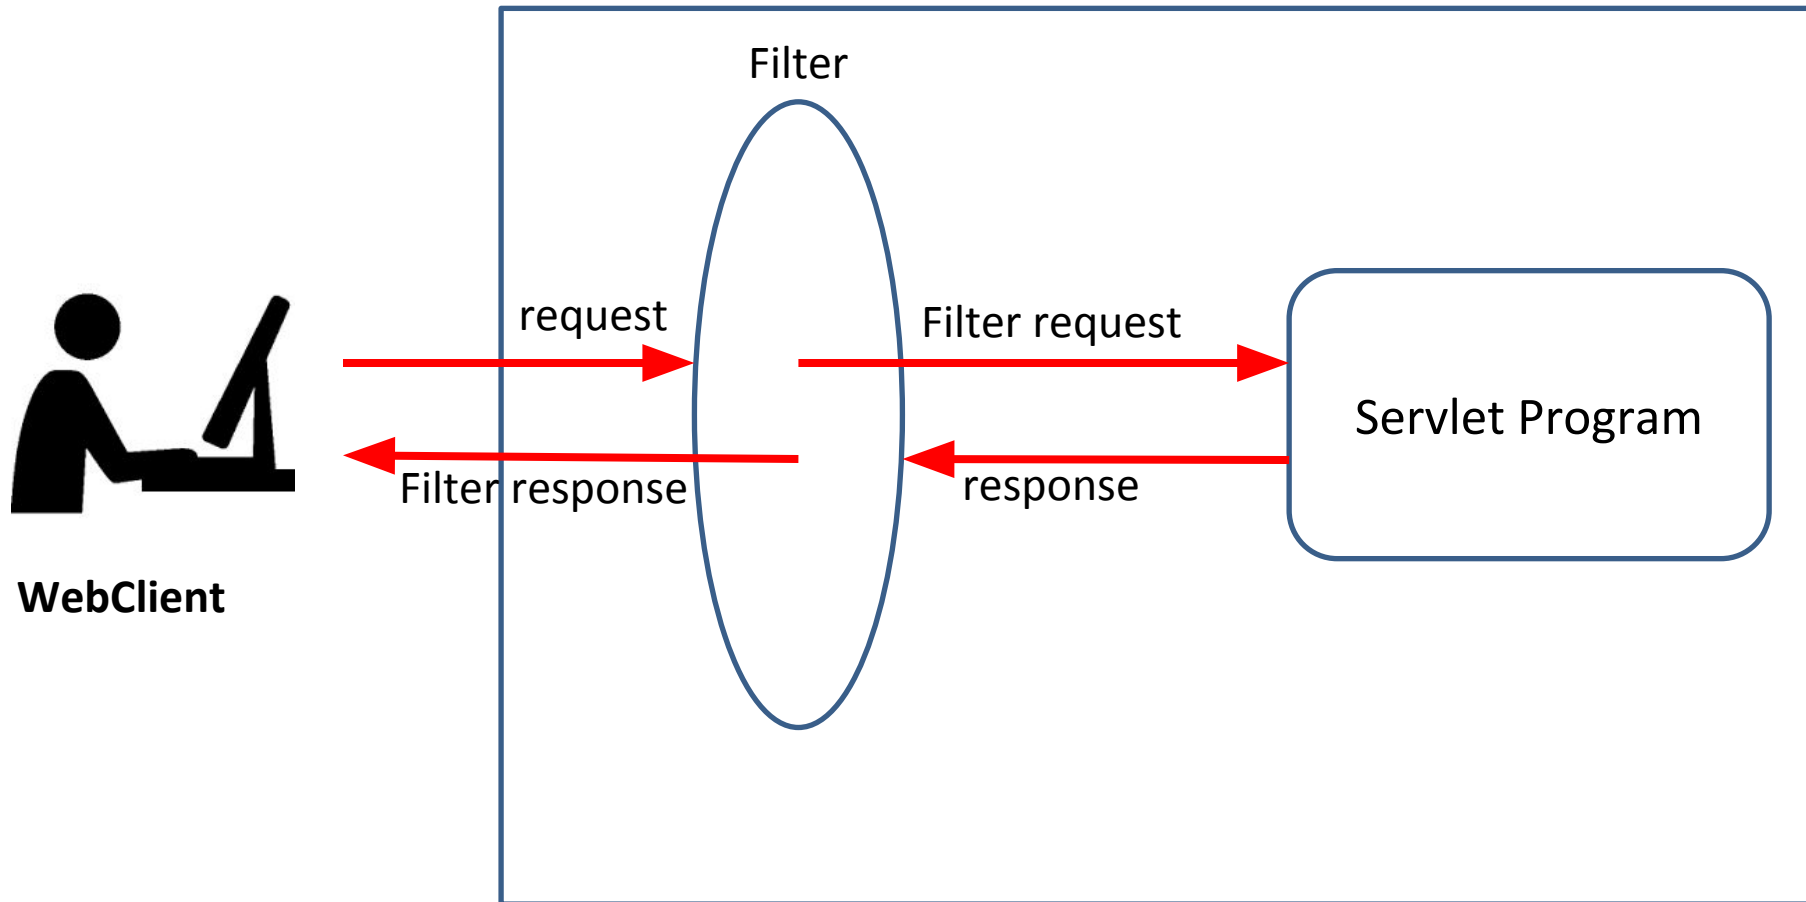 Filter
request
Filter request
Servlet Program
Filter response
response
WebClient